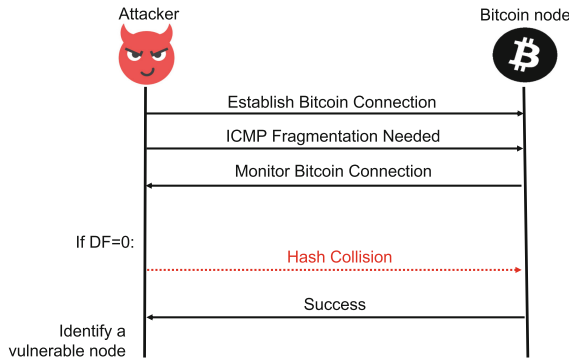 Attacker
Bitcoin node
Establish Bitcoin Connection
ICMP Fragmentation Needed
Monitor Bitcoin Connection
If DF=0:
Hash Collision
Success
Identify a
vulnerable node